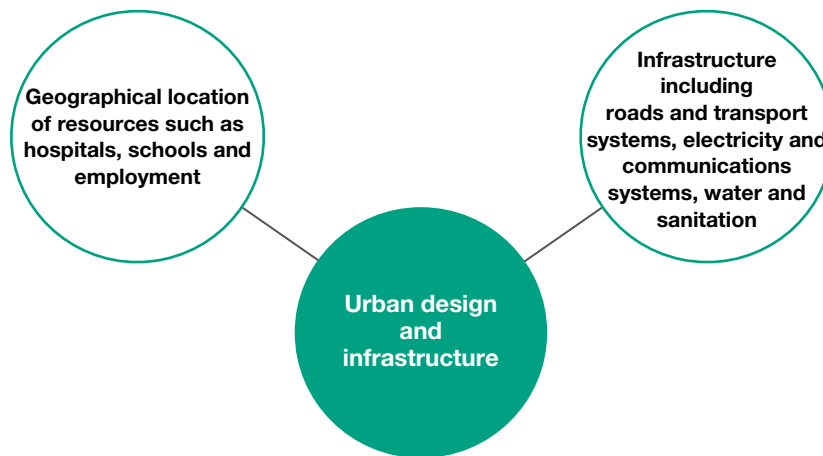 Geographical location
of resources such as
hospitals, schools and
employment
Infrastructure
including
roads and transport
systems, electricity and
communications
systems, water and
sanitation
Urban design
and
infrastructure